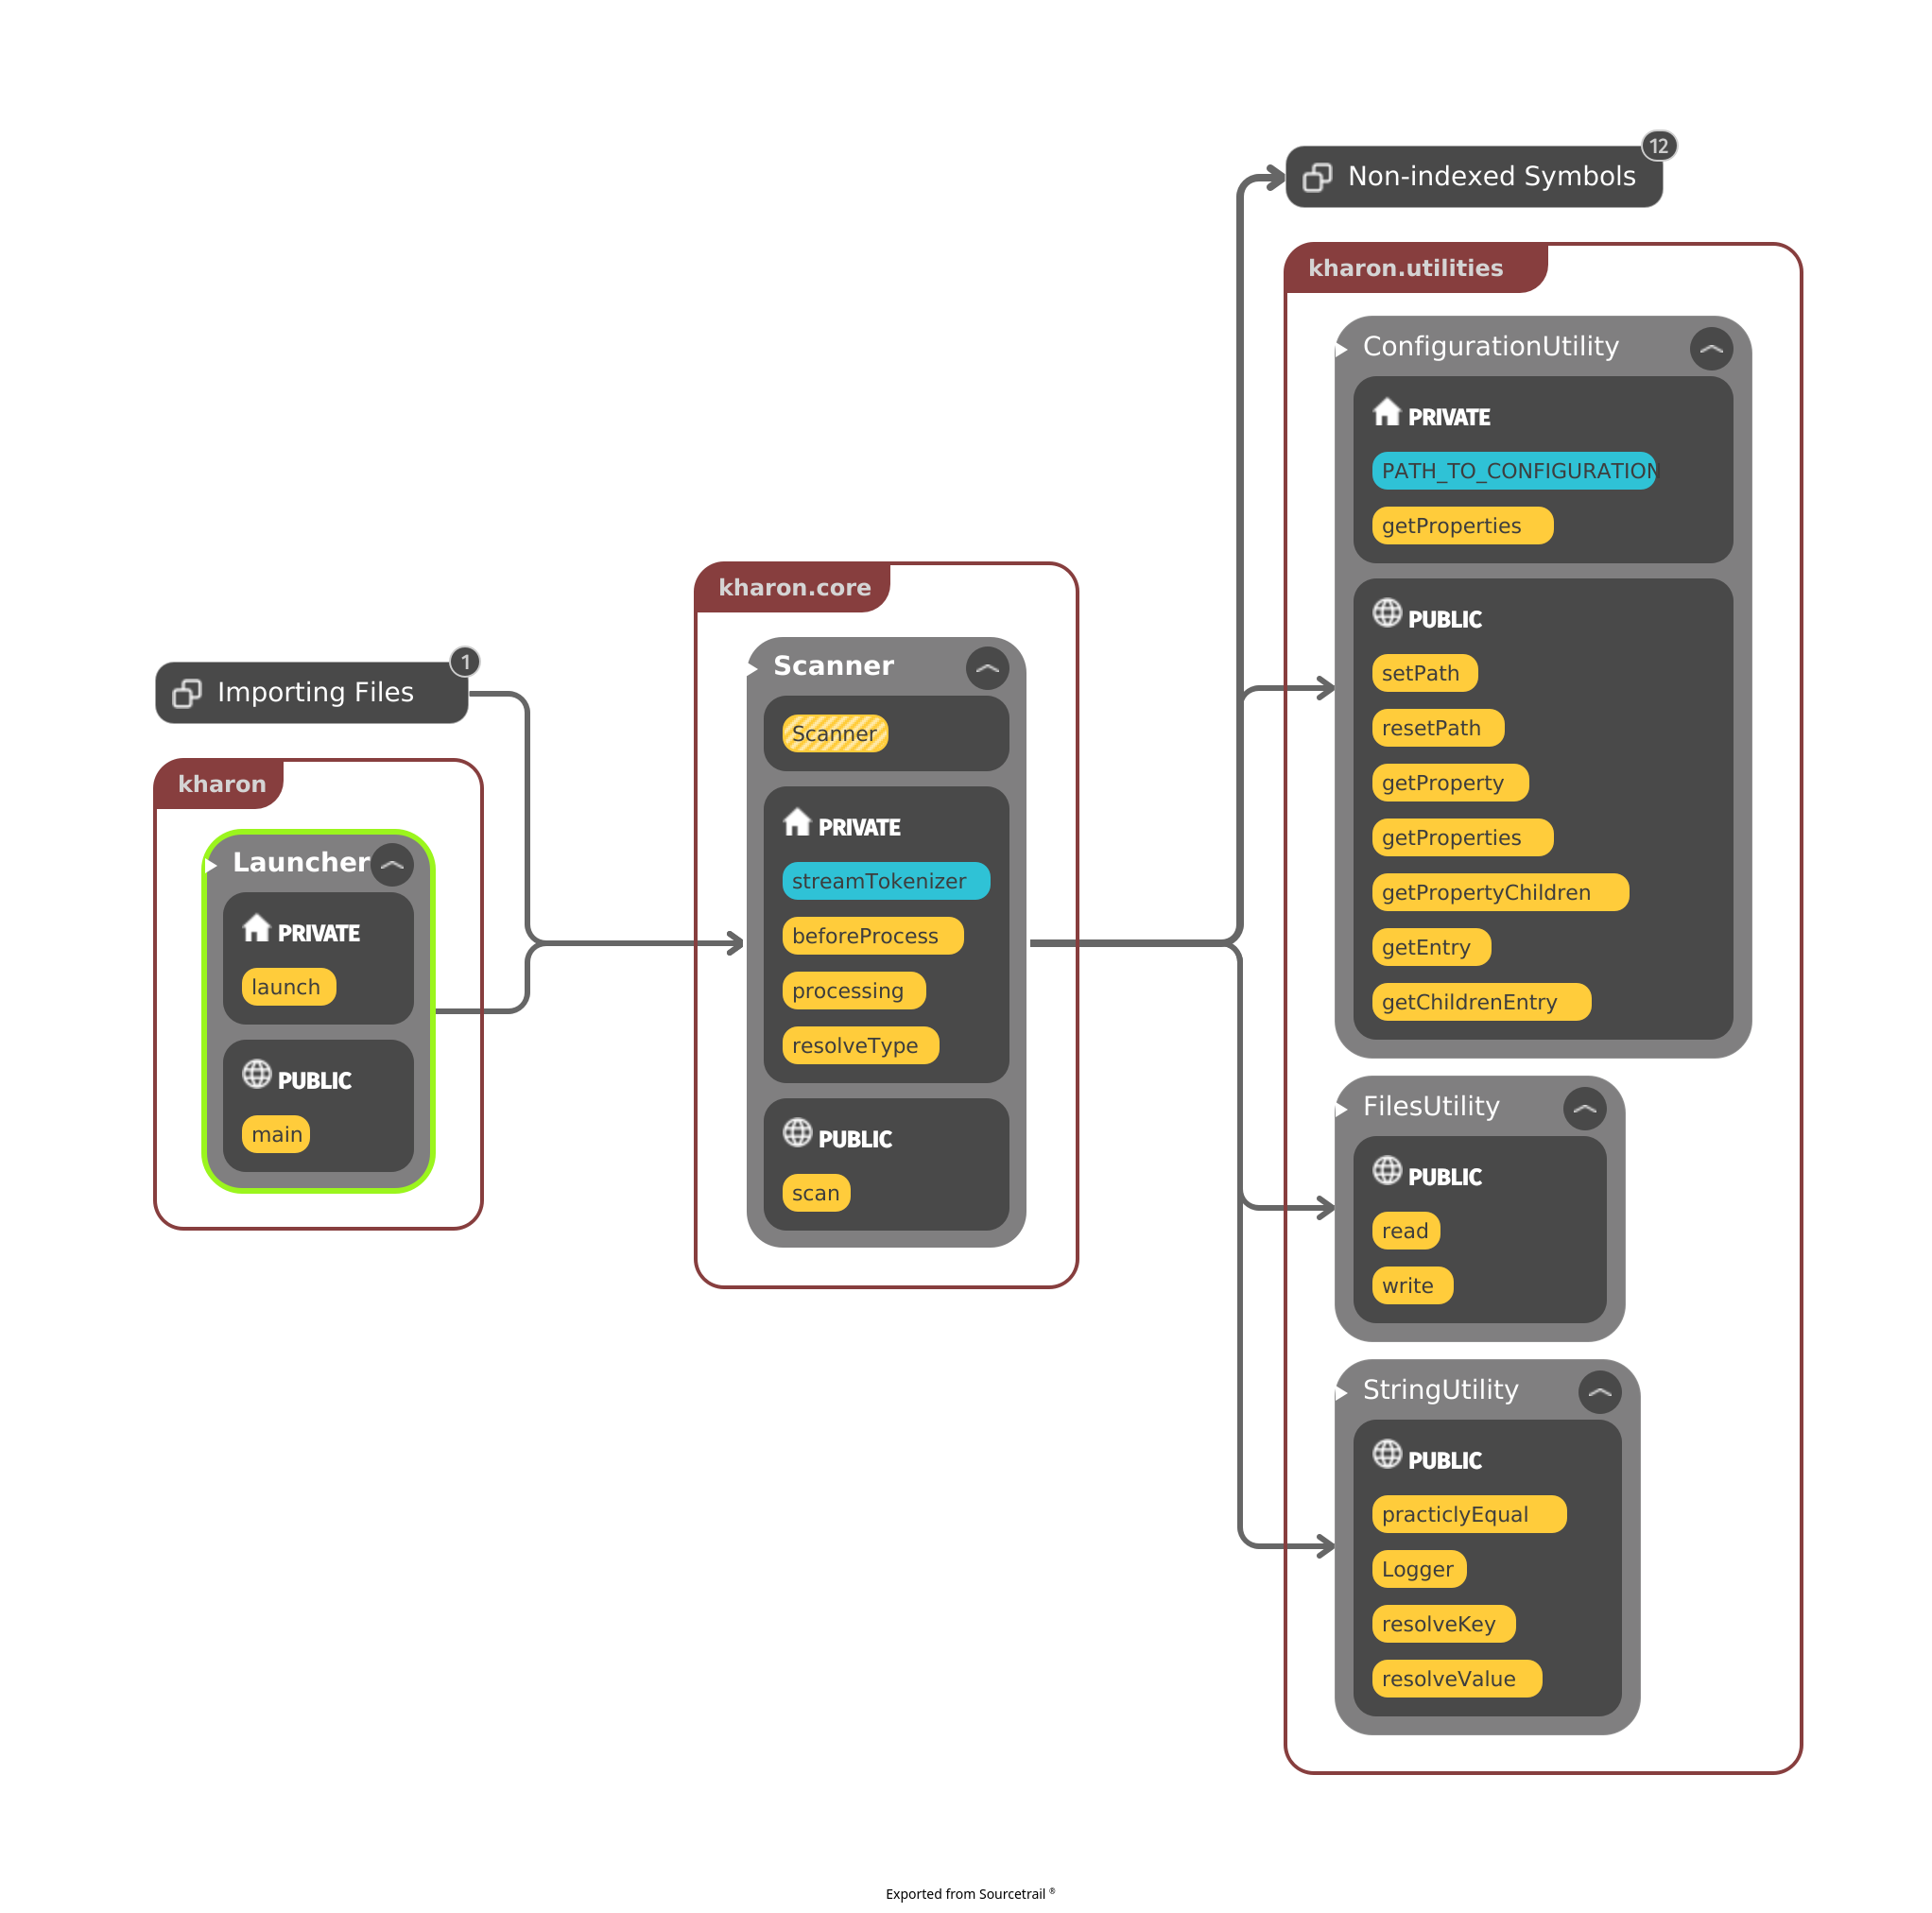 1
Importing Files
kharon
Launcher
PRIVATE
launch
PUBLIC
main
kharon.core
Scanner
Scanner
PRIVATE
streamTokenizer
beforeProcess
processing
resolveType
PUBLIC
scan
12
Non-indexed Symbols
kharon.utilities
ConfigurationUtility
PRIVATE
PATH_TO_CONFIGURATION
getProperties
PUBLIC
setPath
resetPath
getProperty
getProperties
getPropertyChildren
getEntry
getChildrenEntry
FilesUtility
PUBLIC
read
write
StringUtility
PUBLIC
practiclyEqual
Logger
resolveKey
resolveValue
Exported from Sourcetrail ®